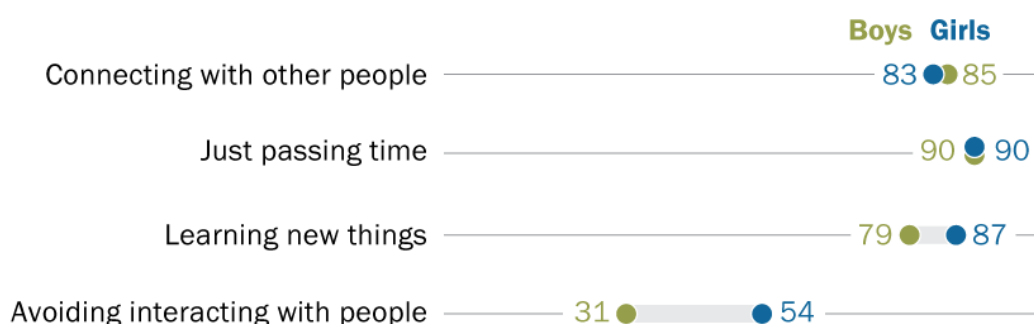 Boys Girls
Connecting with other people 83 85
Just passing time 90 90
Learning new things 79 87
Avoiding interacting with people 31 54